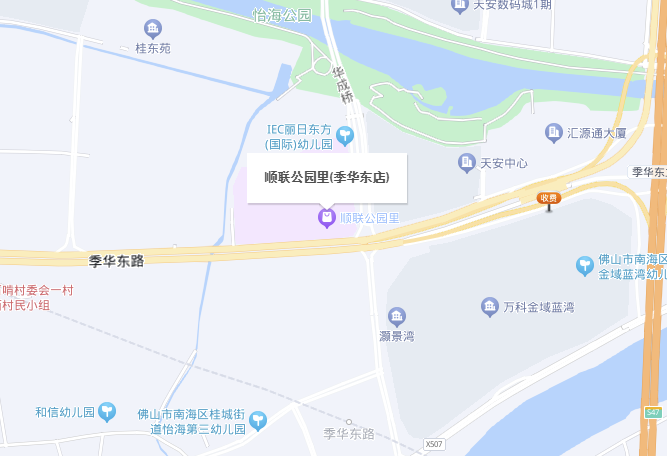 怡海公园
天安数码城1期
桂东苑
华成桥
IEC丽日东方
(国际)幼儿园
汇源通大厦
天安中心
季华东
顺联公园里(季华东店)
收费
顺联公园里
季华东路
佛山市南海区
金域蓝湾幼儿
啃村委会一村
村民小组
万科金域蓝湾
灏景湾
和信幼儿园
佛山市南海区桂城街
道怡海第三幼儿园
S47
季华东路
X507